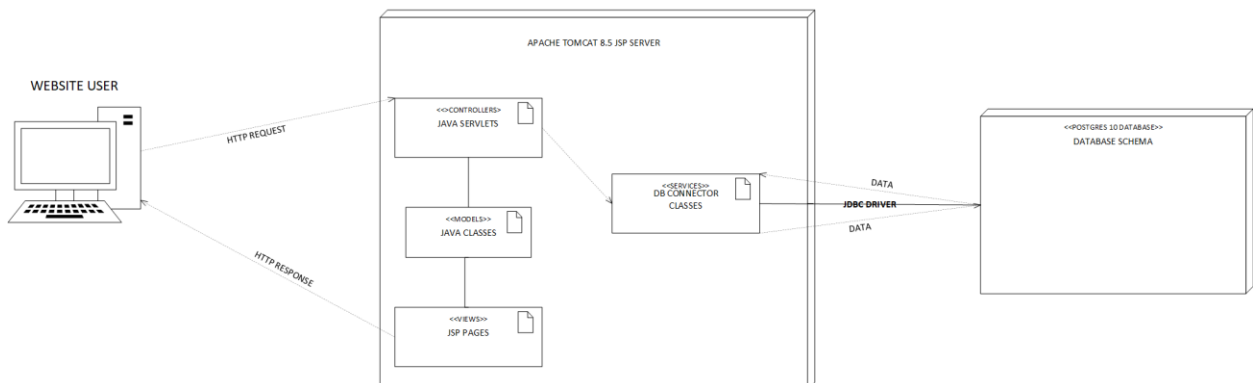 APACHE TOMCAT 8.5 JSP SERVER
WEBSITE USER
HTTP REQUEST
<<>CONTROLLERS>
JAVA SERVLETS
<<MODELS>>
JAVA CLASSES
<<VIEWS>>
JSP PAGES
HTTP RESPONSE
<<SERVICES>>
DB CONNECTOR
CLASSES
DATA
JDBC DRIVER
DATA
<<POSTGRES 10 DATABASE>>
DATABASE SCHEMA